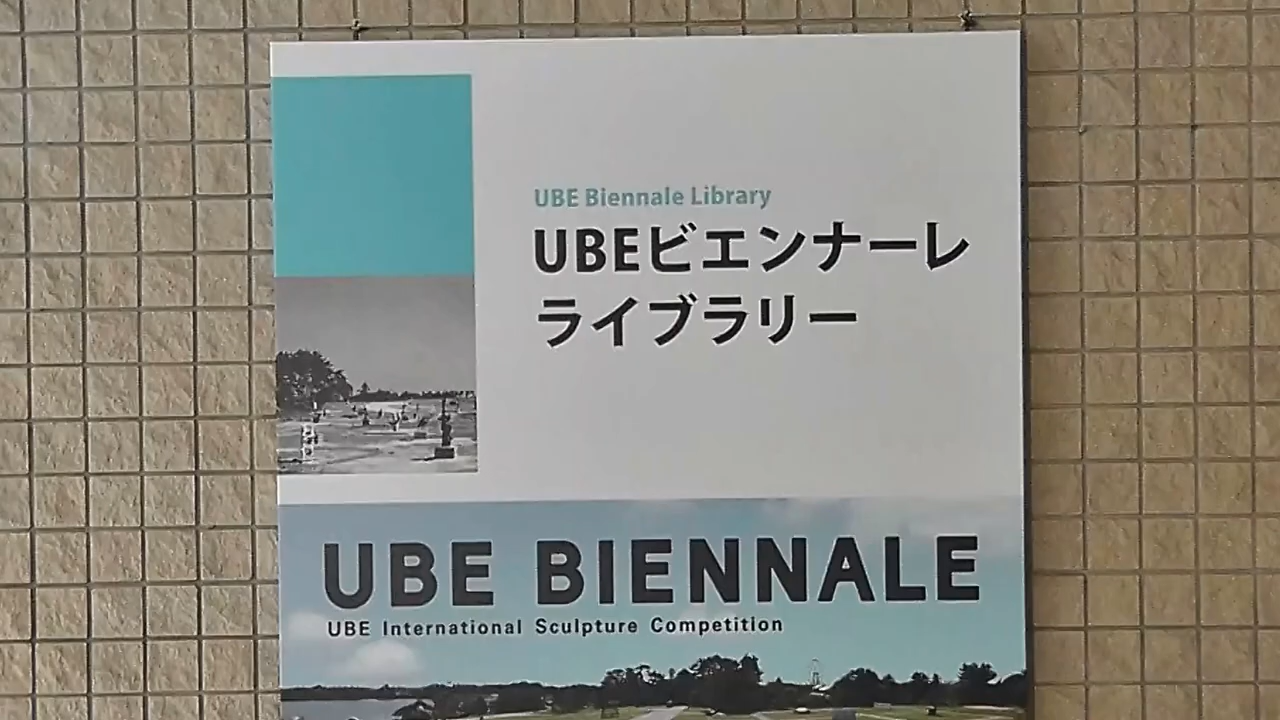 UBE Biennale Library
UBEビエンナーレ
ライブラリー
UBE BIENNALE
UBE International Sculpture Competition